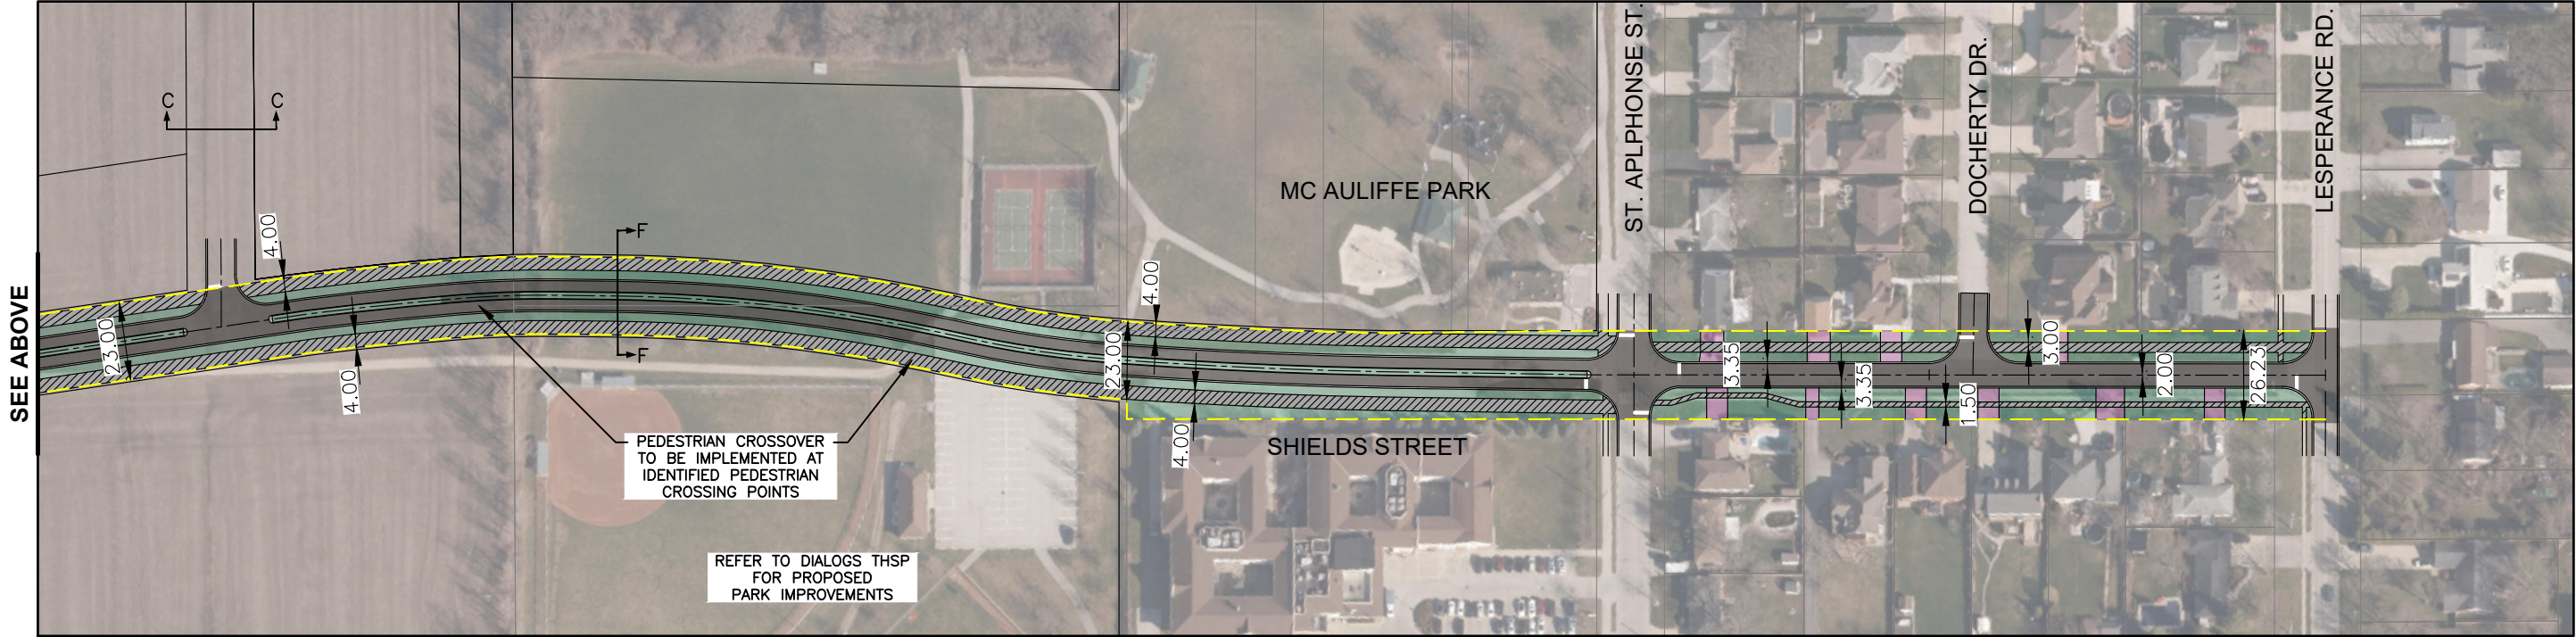 SEE ABOVE
C C
4.00
23.00
4.00
F
F
PEDESTRIAN CROSSOVER
TO BE IMPLEMENTED AT
IDENTIFIED PEDESTRIAN
CROSSING POINTS
REFER TO DIALOGS THSP
FOR PROPOSED
PARK IMPROVEMENTS
4.00
23.00
4.00
MC AULIFFE PARK
SHIELDS STREET
ST. APLPHONSE ST.
3.35
3.35
1.50
DOCHERTY DR.
3.00
2.00
26.23
LESPERANCE RD.